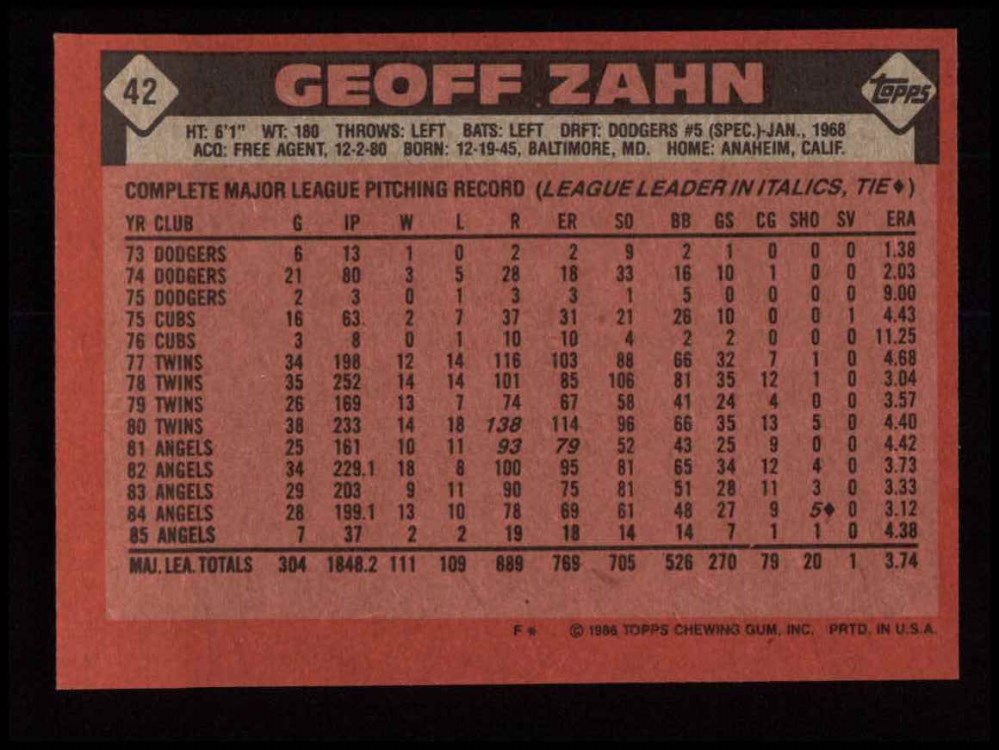 42 GEOFF ZAHN topps
HT: 6'1" WT: 180 THROWS: LEFT BATS: LEFT DRFT: DODGERS #5 (SPEC.)-JAN., 1968
ACQ: FREE AGENT, 12-2-80 BORN: 12-19-45, BALTIMORE, MD. HOME: ANAHEIM, CALIF.
COMPLETE MAJOR LEAGUE PITCHING RECORD (LEAGUE LEADER IN ITALICS, TIE♦)
YR CLUB G IP W L R ER SO BB GS CG SHO SV ERA
73 DODGERS 6 13 1 0 2 2 9 2 1 0 0 0 1.38
74 DODGERS 21 80 3 5 28 18 33 16 10 1 0 0 2.03
75 DODGERS 2 3 0 1 3 3 1 5 0 0 0 0 9.00
75 CUBS 16 63 2 7 37 31 21 26 10 0 0 1 4.43
76 CUBS 3 8 0 1 10 10 4 2 2 0 0 0 11.25
77 TWINS 34 198 12 14 116 103 88 66 32 7 1 0 4.68
78 TWINS 35 252 14 14 101 85 106 81 35 12 1 0 3.04
79 TWINS 26 169 13 7 74 67 58 41 24 4 0 0 3.57
80 TWINS 38 233 14 18 138 114 96 66 35 13 5 0 4.40
81 ANGELS 25 161 10 11 93 79 52 43 25 9 0 0 4.42
82 ANGELS 34 229.1 18 8 100 95 81 65 34 12 4 0 3.73
83 ANGELS 29 203 9 11 90 75 81 51 28 11 3 0 3.33
84 ANGELS 28 199.1 13 10 78 69 61 48 27 9 5♦ 0 3.12
85 ANGELS 7 37 2 2 19 18 14 14 7 1 1 0 4.38
MAJ. LEA. TOTALS 304 1848.2 111 109 889 769 705 526 270 79 20 1 3.74
F* © 1986 TOPPS CHEWING GUM, INC. PRTD. IN U.S.A.